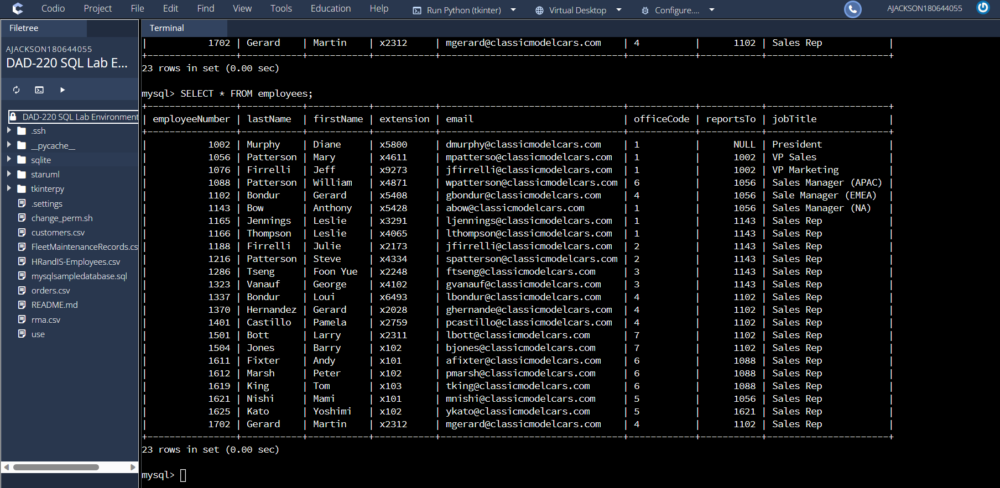 Codio Project File Edit Find View Tools Education Help Run Python (tkinter) Virtual Desktop Configure.... AJACKSON180644055
Filetree
AJACKSON180644055
DAD-220 SQL Lab E...
DAD-220 SQL Lab Environment
.ssh
__pycache__
sqlite
staruml
tkinterpy
.settings
change_perm.sh
customers.csv
FleetMaintenanceRecords.cs
HRandIS-Employees.csv
mysqlsampledatabase.sql
orders.csv
README.md
rma.csv
use
Terminal
| 1702 | Gerard | Martin | x2312 | mgerard@classicmodelcars.com | 4 | 1102 | Sales Rep |
23 rows in set (0.00 sec)
mysql> SELECT * FROM employees;
| employeeNumber | lastName | firstName | extension | email | officeCode | reportsTo | jobTitle |
| 1002 | Murphy | Diane | x5800 | dmurphy@classicmodelcars.com | 1 | NULL | President |
| 1056 | Patterson | Mary | x4611 | mpatterso@classicmodelcars.com | 1 | 1002 | VP Sales |
| 1076 | Firrelli | Jeff | x9273 | jfirrelli@classicmodelcars.com | 1 | 1002 | VP Marketing |
| 1088 | Patterson | William | x4871 | wpatterson@classicmodelcars.com | 6 | 1056 | Sales Manager (APAC) |
| 1102 | Bondur | Gerard | x5408 | gbondur@classicmodelcars.com | 4 | 1056 | Sale Manager (EMEA) |
| 1143 | Bow | Anthony | x5428 | abow@classicmodelcars.com | 1 | 1056 | Sales Manager (NA) |
| 1165 | Jennings | Leslie | x3291 | ljennings@classicmodelcars.com | 1 | 1143 | Sales Rep |
| 1166 | Thompson | Leslie | x4065 | lthompson@classicmodelcars.com | 1 | 1143 | Sales Rep |
| 1188 | Firrelli | Julie | x2173 | jfirrelli@classicmodelcars.com | 2 | 1143 | Sales Rep |
| 1216 | Patterson | Steve | x4334 | spatterson@classicmodelcars.com | 2 | 1143 | Sales Rep |
| 1286 | Tseng | Foon Yue | x2248 | ftseng@classicmodelcars.com | 3 | 1143 | Sales Rep |
| 1323 | Vanauf | George | x4102 | gvanauf@classicmodelcars.com | 3 | 1143 | Sales Rep |
| 1337 | Bondur | Loui | x6493 | lbondur@classicmodelcars.com | 4 | 1102 | Sales Rep |
| 1370 | Hernandez | Gerard | x2028 | ghernande@classicmodelcars.com | 4 | 1102 | Sales Rep |
| 1401 | Castillo | Pamela | x2759 | pcastillo@classicmodelcars.com | 4 | 1102 | Sales Rep |
| 1501 | Bott | Larry | x2311 | lbott@classicmodelcars.com | 7 | 1102 | Sales Rep |
| 1504 | Jones | Barry | x102 | bjones@classicmodelcars.com | 7 | 1102 | Sales Rep |
| 1611 | Fixter | Andy | x101 | afixter@classicmodelcars.com | 6 | 1088 | Sales Rep |
| 1612 | Marsh | Peter | x102 | pmarsh@classicmodelcars.com | 6 | 1088 | Sales Rep |
| 1619 | King | Tom | x103 | tking@classicmodelcars.com | 6 | 1088 | Sales Rep |
| 1621 | Nishi | Mami | x101 | mnishi@classicmodelcars.com | 5 | 1056 | Sales Rep |
| 1625 | Kato | Yoshimi | x102 | ykato@classicmodelcars.com | 5 | 1621 | Sales Rep |
| 1702 | Gerard | Martin | x2312 | mgerard@classicmodelcars.com | 4 | 1102 | Sales Rep |
23 rows in set (0.00 sec)
mysql>